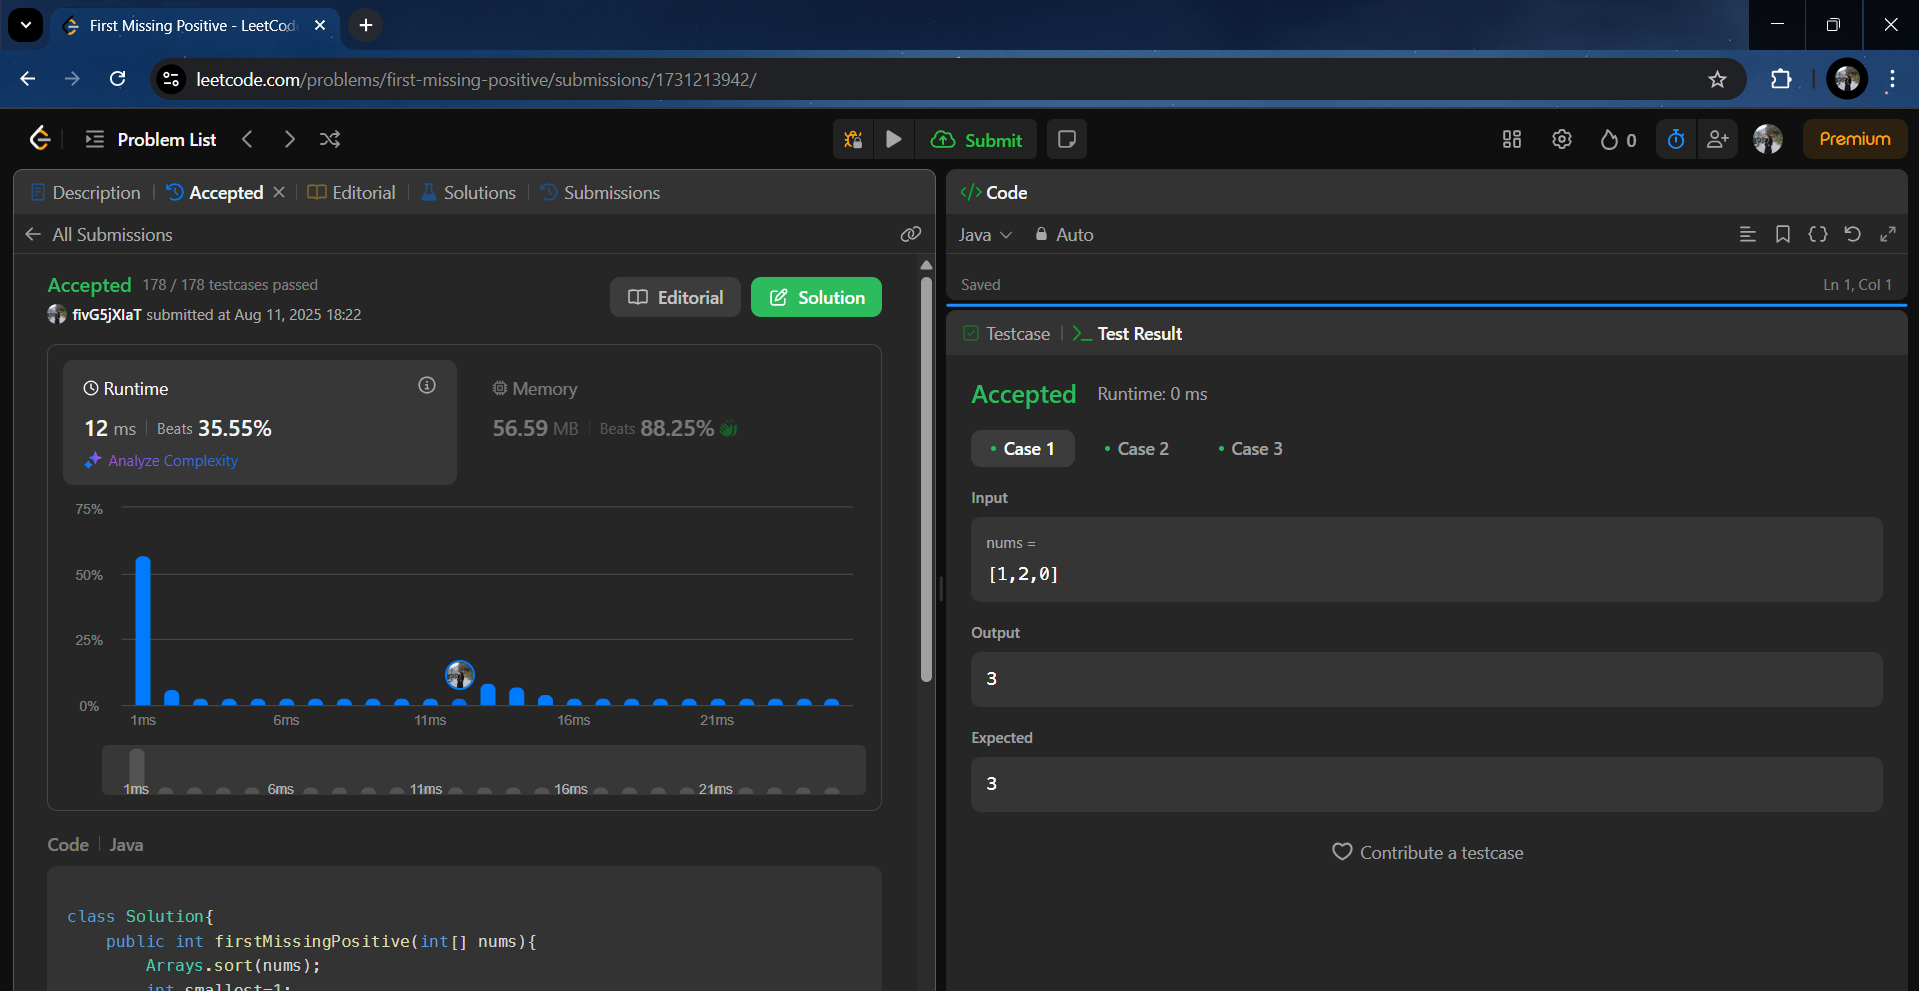 First Missing Positive - LeetCod
leetcode.com/problems/first-missing-positive/submissions/1731213942/
Problem List
Submit
0
Premium
Description
Accepted
Editorial
Solutions
Submissions
All Submissions
Accepted 178 / 178 testcases passed
fivG5jXIaT submitted at Aug 11, 2025 18:22
Editorial
Solution
Runtime
12 ms Beats 35.55%
Analyze Complexity
Memory
56.59 MB Beats 88.25%
75%
50%
25%
0%
1ms 6ms 11ms 16ms 21ms
1ms 6ms 11ms 16ms 21ms
Code Java
class Solution{
public int firstMissingPositive(int[] nums){
Arrays.sort(nums);
int smallest=1;
Code
Java Auto
Saved Ln 1, Col 1
Testcase Test Result
Accepted Runtime: 0 ms
Case 1 Case 2 Case 3
Input
nums =
[1,2,0]
Output
3
Expected
3
Contribute a testcase